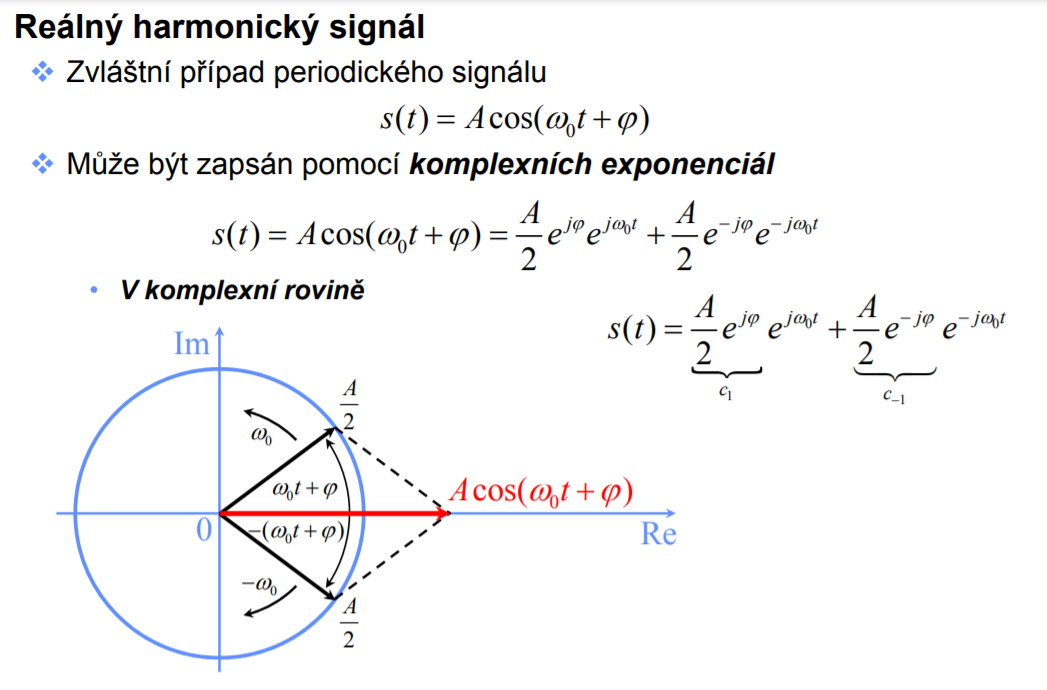 Reálný harmonický signál
Zvláštní případ periodického signálu
s(t) = A cos(ω₀t + φ)
Může být zapsán pomocí komplexních exponenciál
s(t) = A cos(ω₀t + φ) = A/2 e^{jφ} e^{jω₀t} + A/2 e^{-jφ} e^{-jω₀t}
• V komplexní rovině
s(t) = A/2 e^{jφ} e^{jω₀t} + A/2 e^{-jφ} e^{-jω₀t}
c₁ c₋₁
Im
A/2
ω₀
ω₀t + φ
A cos(ω₀t + φ)
0
−(ω₀t + φ)
Re
−ω₀
A/2